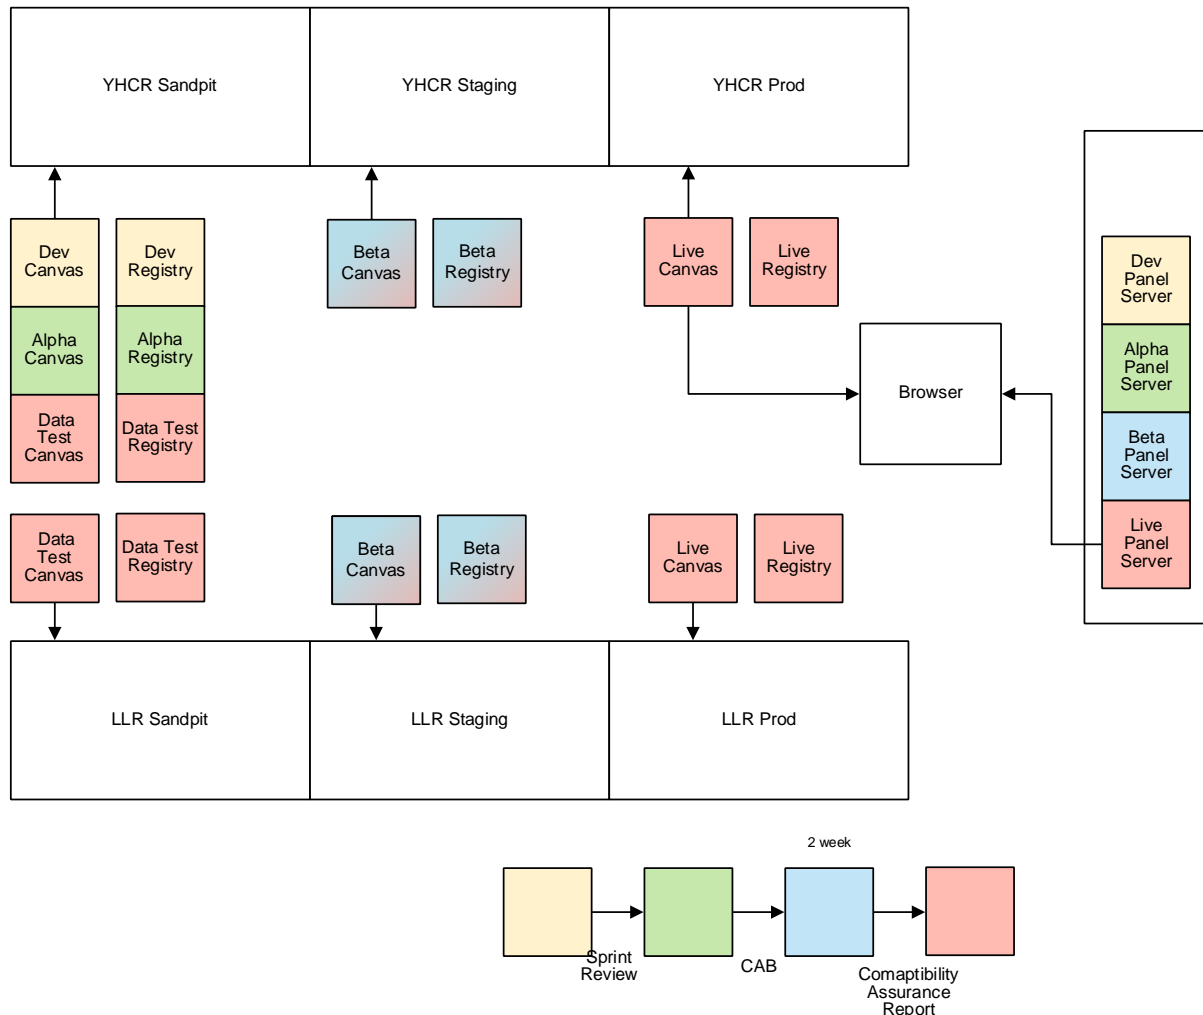 YHCR Sandpit
YHCR Staging
YHCR Prod
Dev
Canvas
Dev
Registry
Beta
Canvas
Beta
Registry
Live
Canvas
Live
Registry
Dev
Panel
Server
Alpha
Canvas
Alpha
Registry
Alpha
Panel
Server
Browser
Data
Test
Canvas
Data Test
Registry
Beta
Panel
Server
Data
Test
Canvas
Data Test
Registry
Beta
Canvas
Beta
Registry
Live
Canvas
Live
Registry
Live
Panel
Server
LLR Sandpit
LLR Staging
LLR Prod
2 week
Sprint
Review
CAB
Comaptibility
Assurance
Report